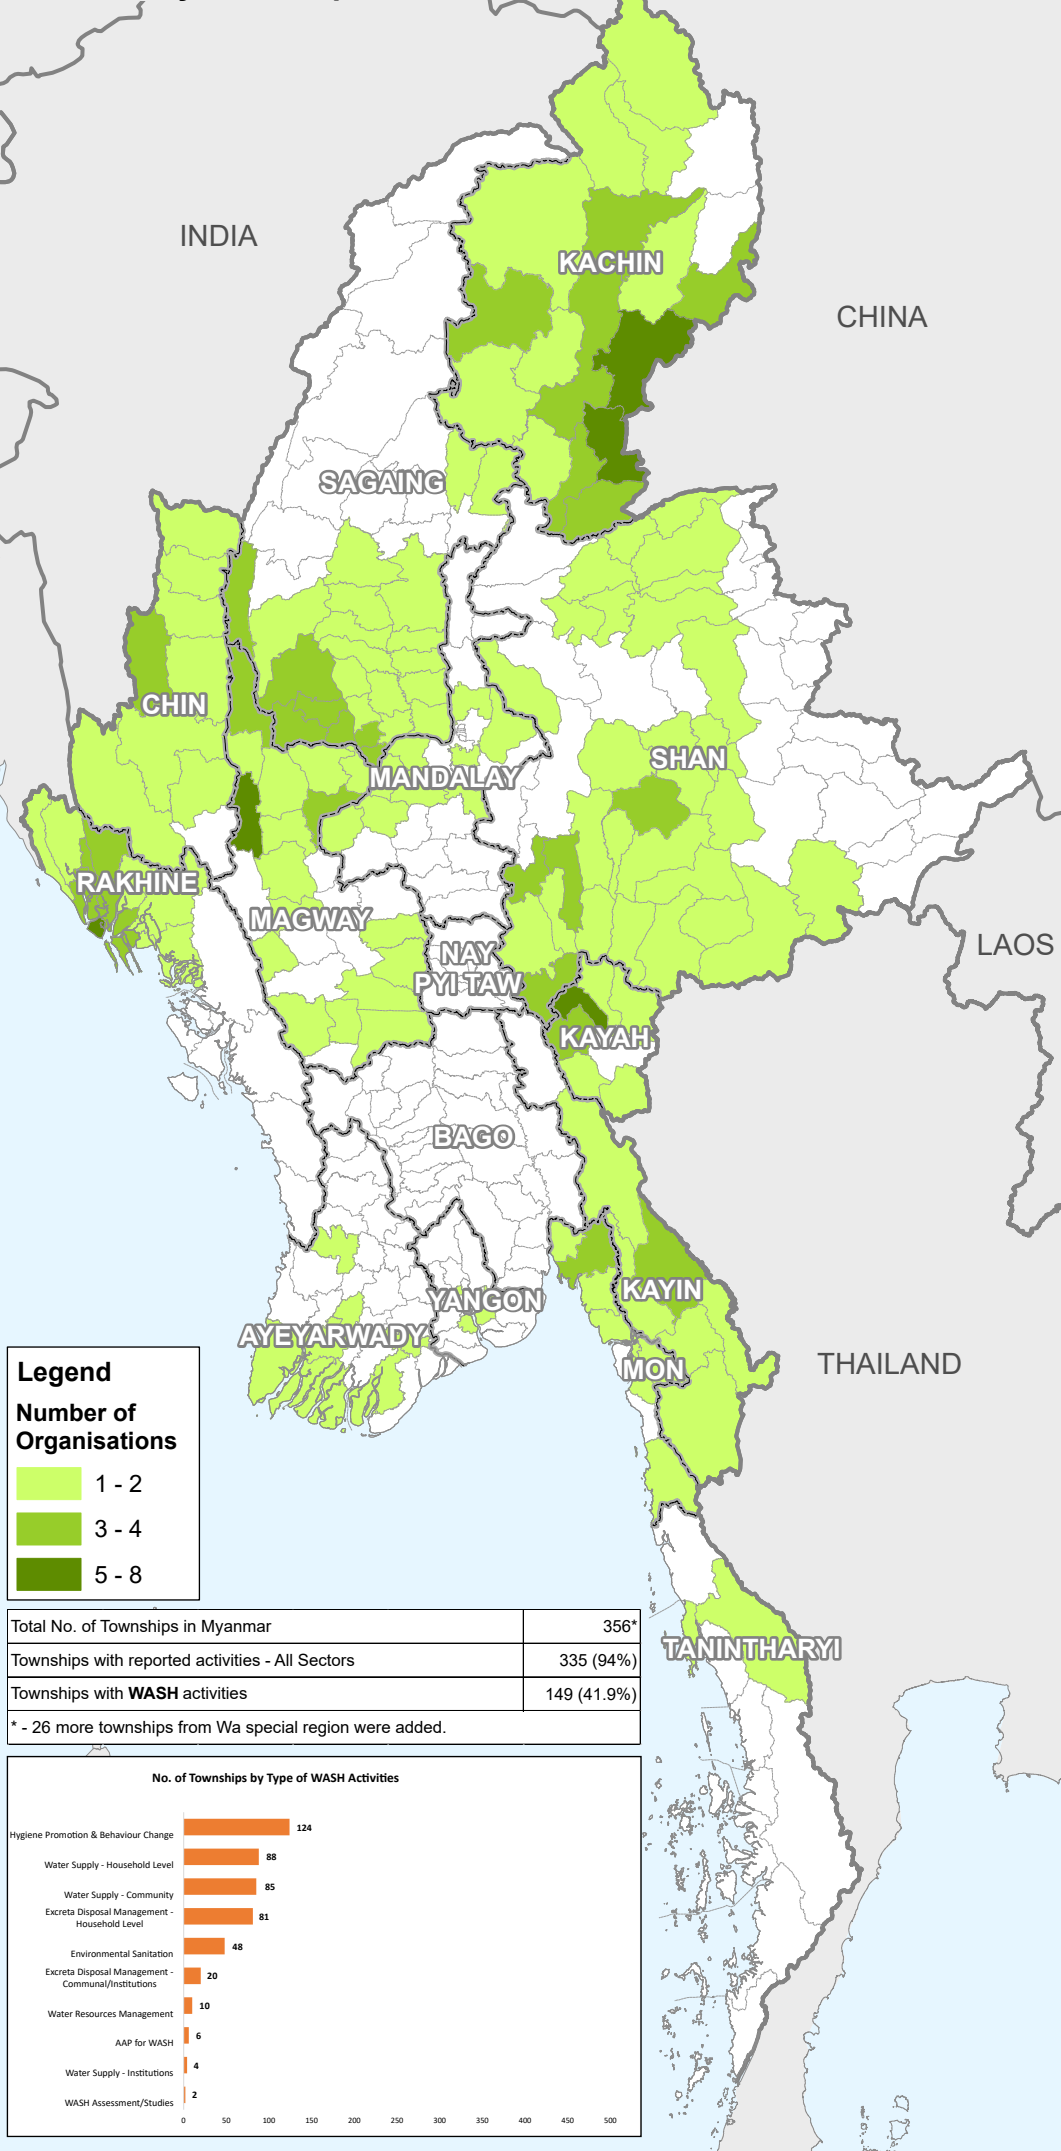 INDIA
KACHIN
CHINA
SAGAING
CHIN
SHAN
MANDALAY
RAKHINE
MAGWAY
NAY
PYI TAW
LAOS
KAYAH
BAGO
KAYIN
YANGON
AYEYARWADY
MON
THAILAND
TANINTHARYI
Legend
Number of
Organisations
1 - 2
3 - 4
5 - 8
Total No. of Townships in Myanmar 356*
Townships with reported activities - All Sectors 335 (94%)
Townships with WASH activities 149 (41.9%)
* - 26 more townships from Wa special region were added.
No. of Townships by Type of WASH Activities
Hygiene Promotion & Behaviour Change 124
Water Supply - Household Level 88
Water Supply - Community 85
Excreta Disposal Management -
Household Level 81
Environmental Sanitation 48
Excreta Disposal Management -
Communal/Institutions 20
Water Resources Management 10
AAP for WASH 6
Water Supply - Institutions 4
WASH Assessment/Studies 2
0 50 100 150 200 250 300 350 400 450 500